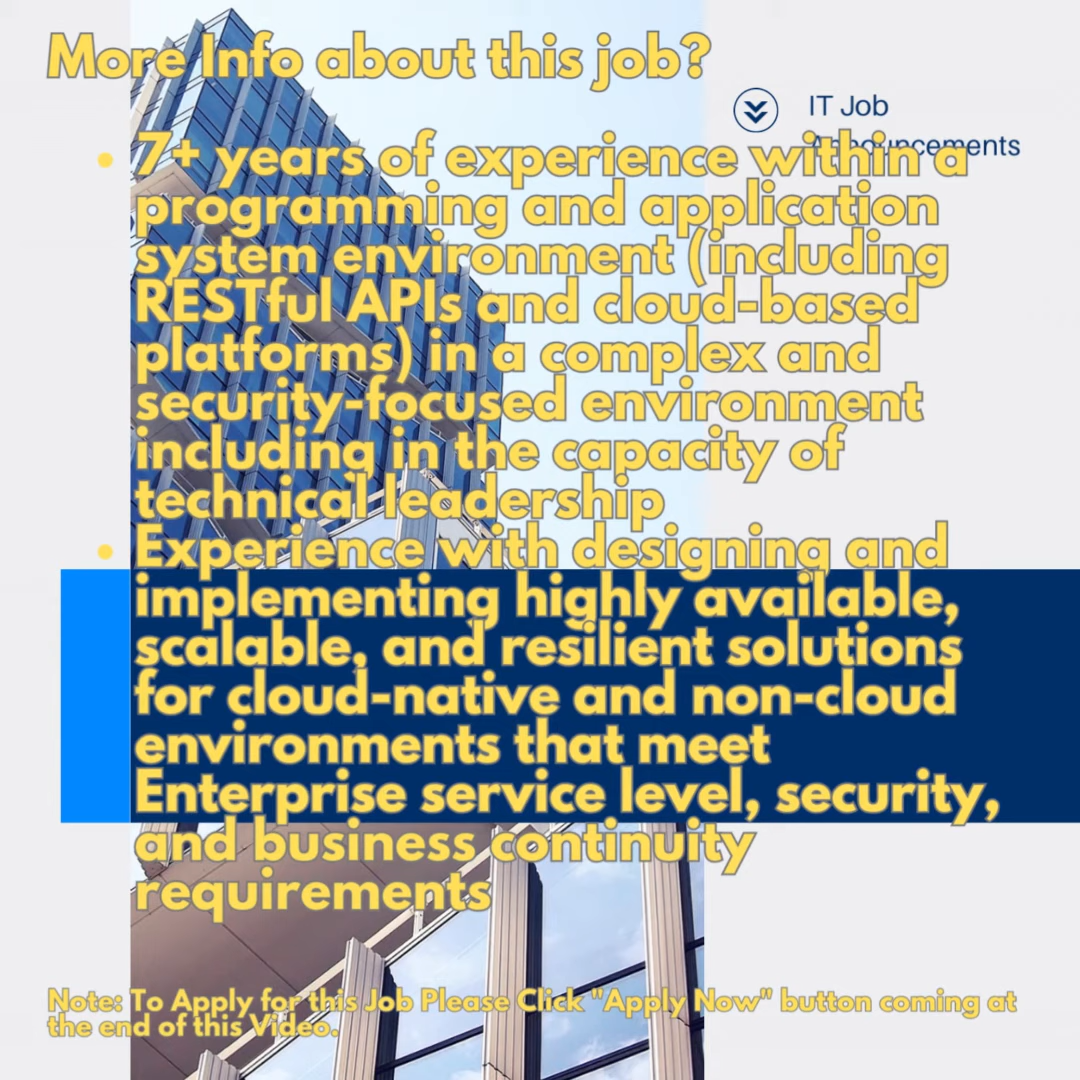 More Info about this job?
IT Job
Announcements
• 7+ years of experience within a
programming and application
system environment (including
RESTful APIs and cloud-based
platforms) in a complex and
security-focused environment
including in the capacity of
technical leadership
• Experience with designing and
implementing highly available,
scalable, and resilient solutions
for cloud-native and non-cloud
environments that meet
Enterprise service level, security,
and business continuity
requirements
Note: To Apply for this Job Please Click "Apply Now" button coming at
the end of this Video.